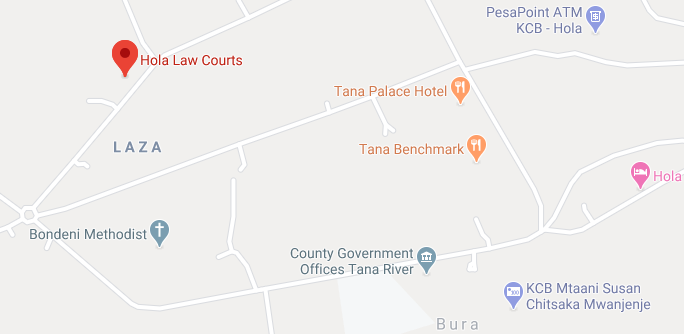 PesaPoint ATM
KCB - Hola
Hola Law Courts
Tana Palace Hotel
LAZA
Tana Benchmark
Hola
Bondeni Methodist
County Government
Offices Tana River
KCB Mtaani Susan
Chitsaka Mwanjenje
Bura